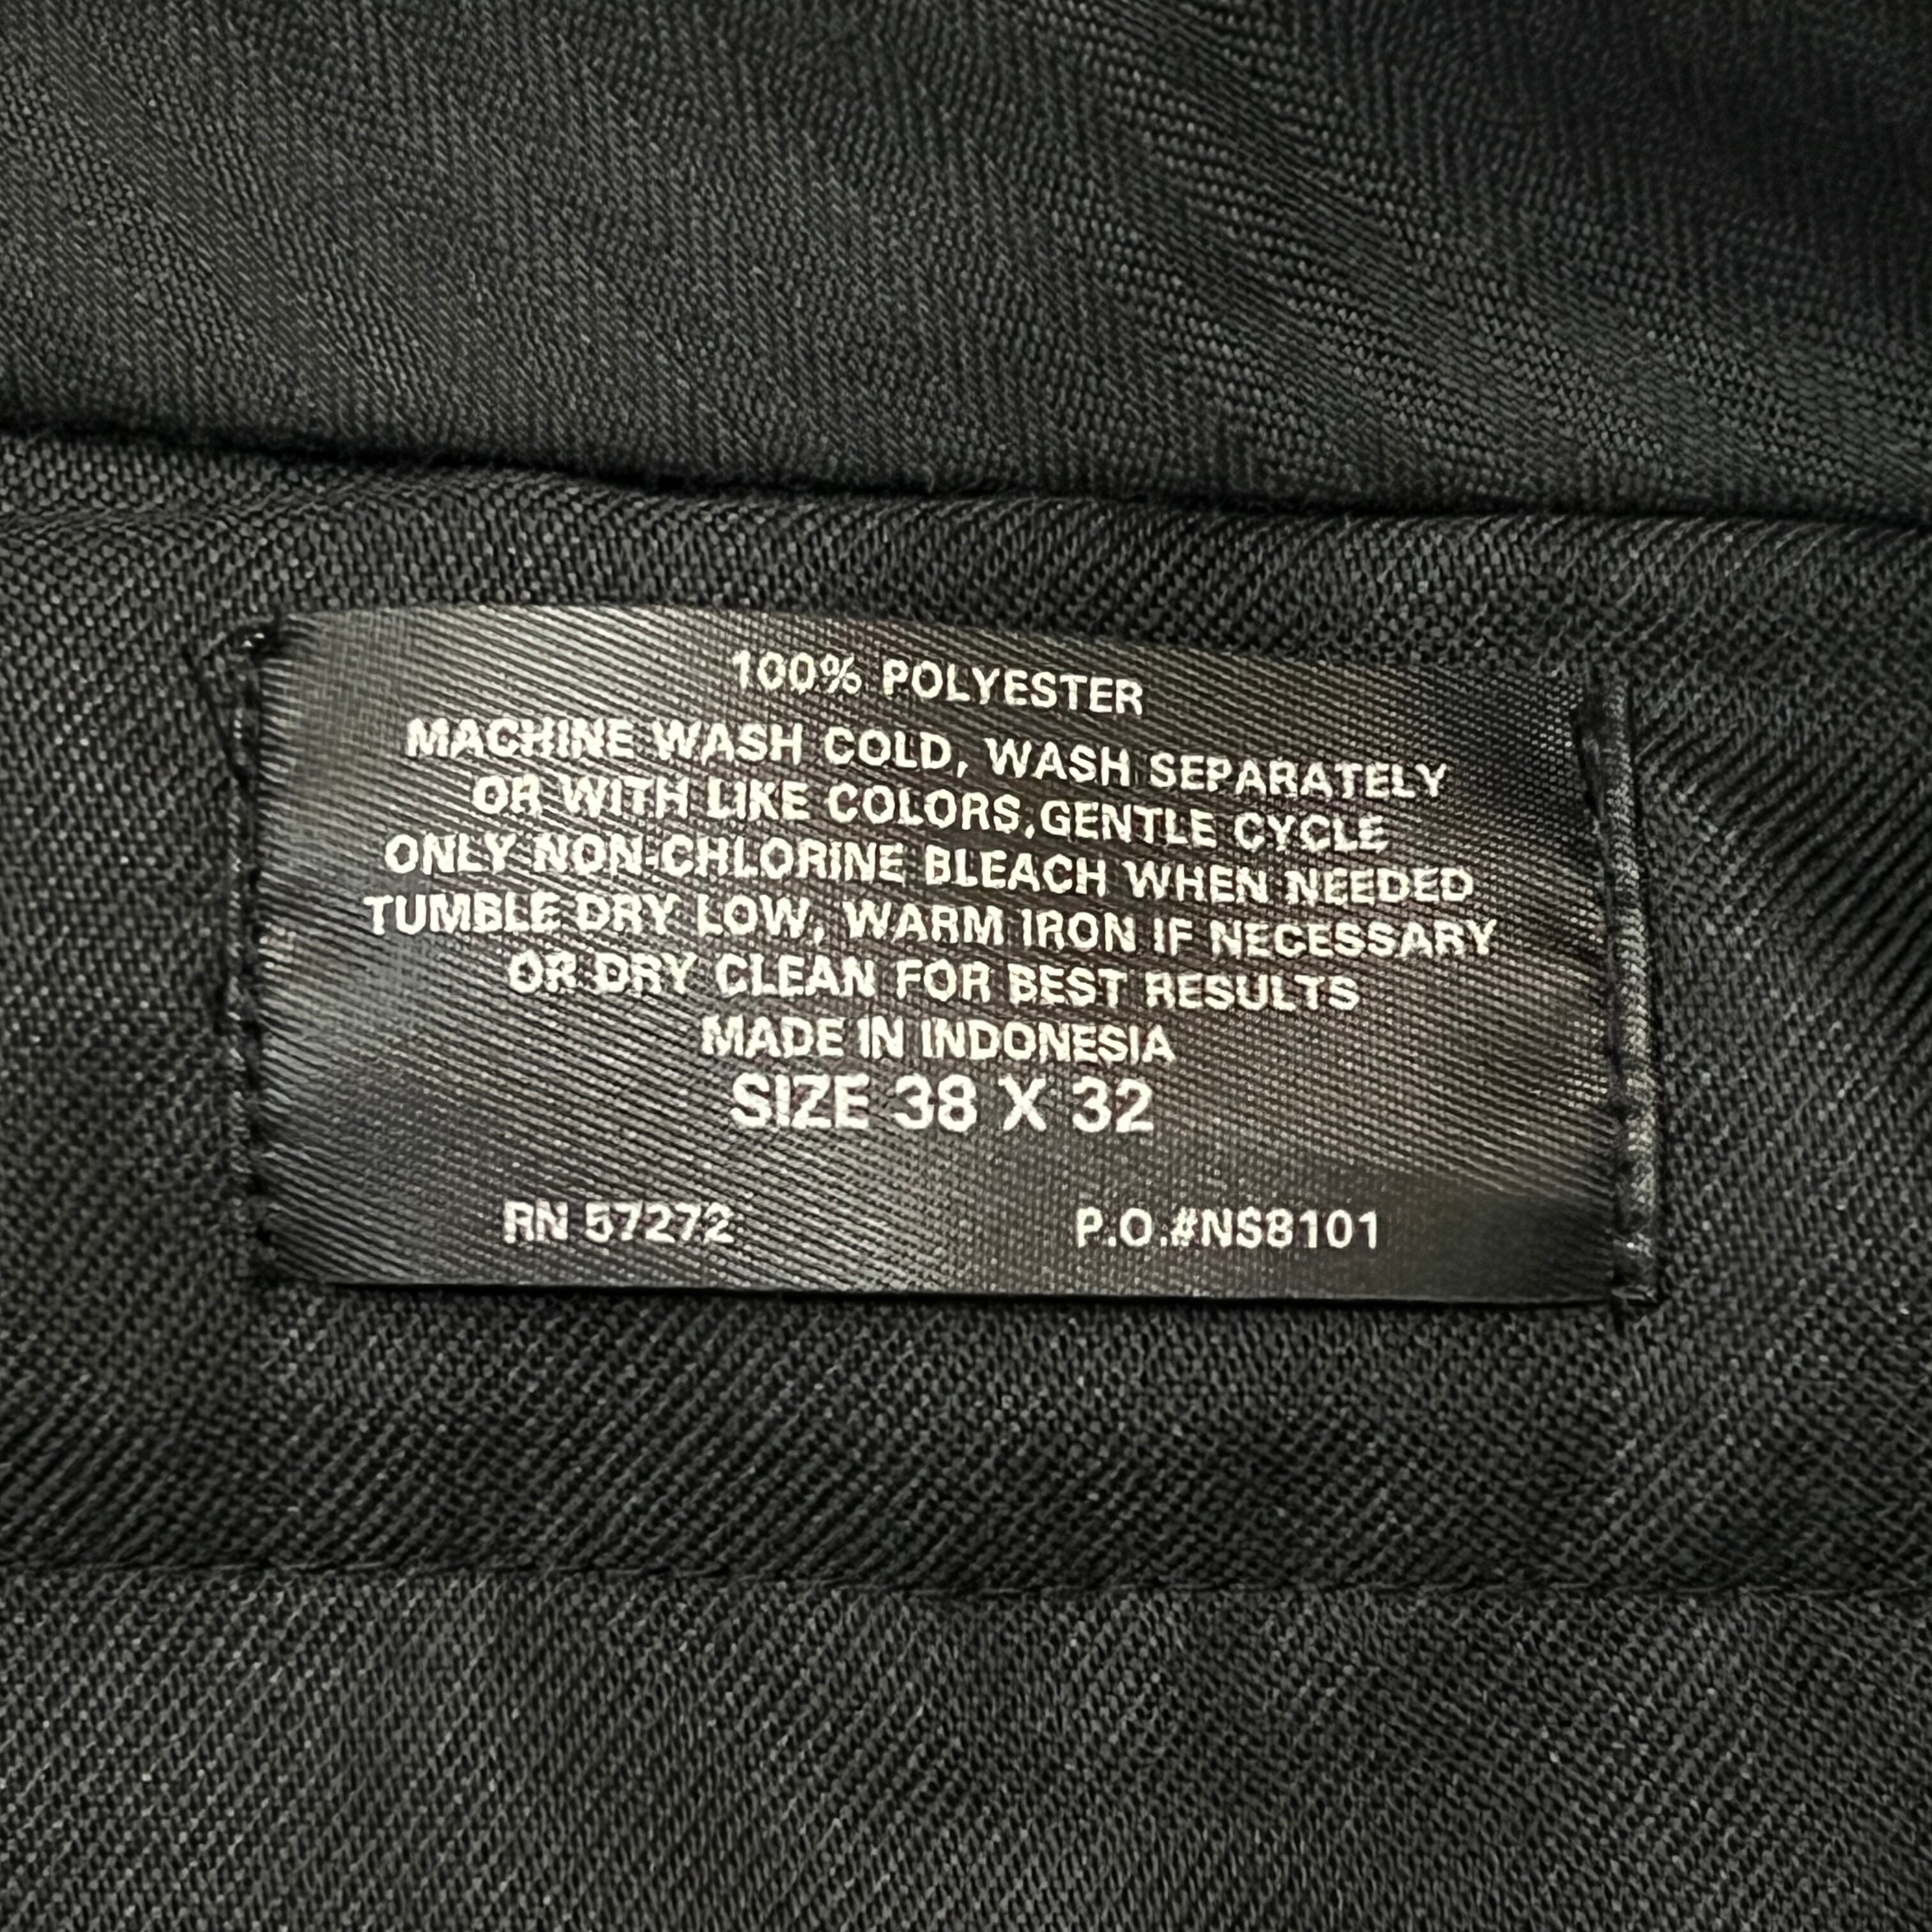 100% POLYESTER
MACHINE WASH COLD, WASH SEPARATELY
OR WITH LIKE COLORS,GENTLE CYCLE
ONLY NON-CHLORINE BLEACH WHEN NEEDED
TUMBLE DRY LOW, WARM IRON IF NECESSARY
OR DRY CLEAN FOR BEST RESULTS
MADE IN INDONESIA
SIZE 38 X 32
RN 57272 P.O.#NS8101